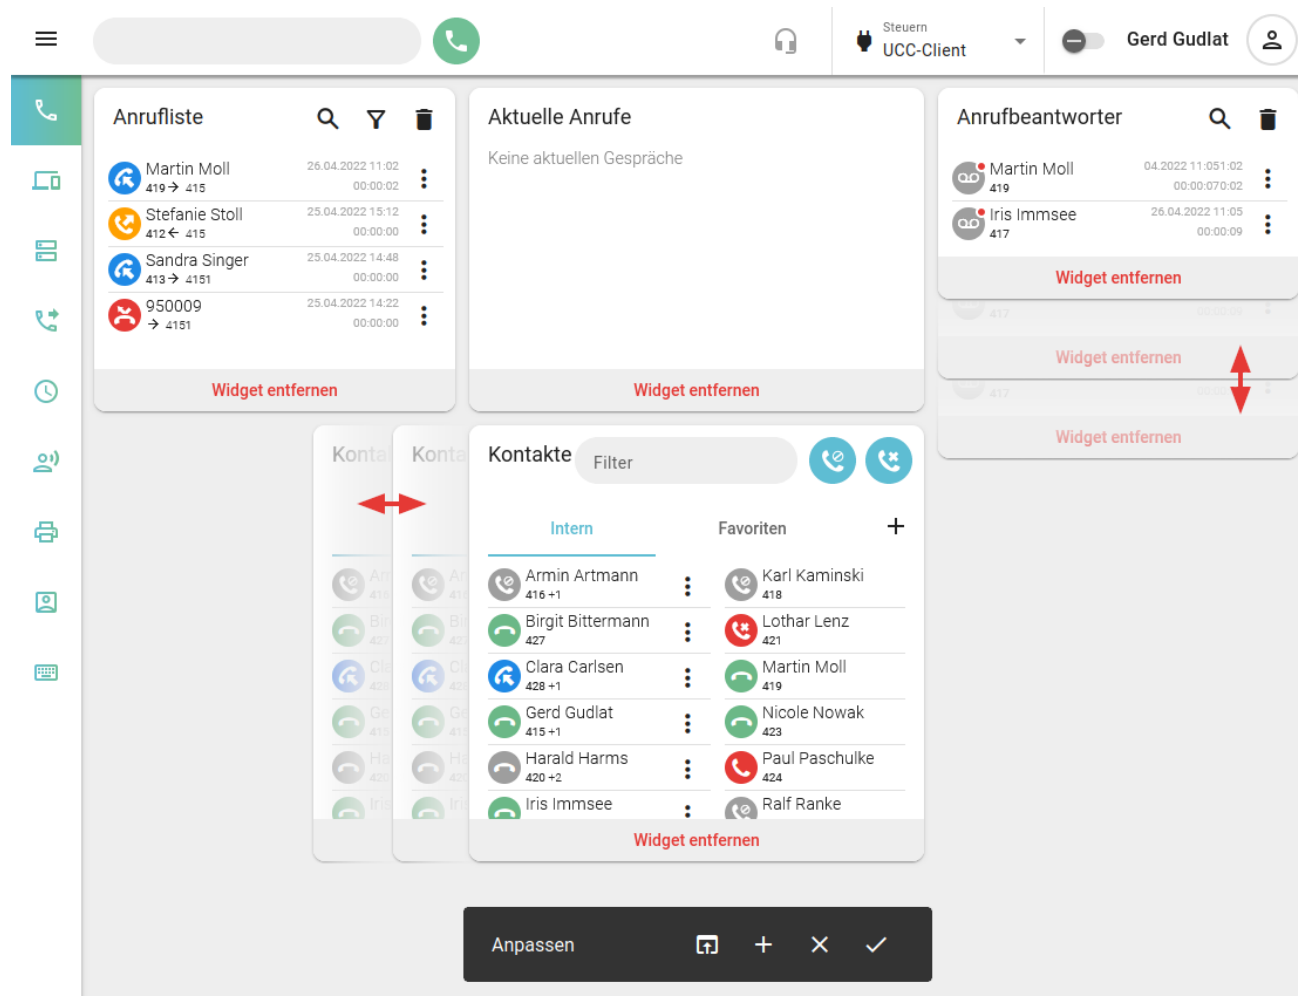 Steuern
UCC-Client
Gerd Gudlat
Anrufliste
Martin Moll
26.04.2022 11:02
419 → 415
00:00:02
Stefanie Stoll
25.04.2022 15:12
412 ← 415
00:00:00
Sandra Singer
25.04.2022 14:48
413 → 4151
00:00:00
950009
25.04.2022 14:22
→ 4151
00:00:00
Widget entfernen
Aktuelle Anrufe
Keine aktuellen Gespräche
Widget entfernen
Anrufbeantworter
Martin Moll
04.2022 11:051:02
419
00:00:070:02
Iris Immsee
26.04.2022 11:05
417
00:00:09
Widget entfernen
417
00:00:09
Widget entfernen
417
Widget entfernen
Konta
Konta
Kontakte
Filter
Intern
Favoriten
Armin Artmann
416 +1
Birgit Bittermann
427
Clara Carlsen
428 +1
Gerd Gudlat
415 +1
Harald Harms
420 +2
Iris Immsee
Karl Kaminski
418
Lothar Lenz
421
Martin Moll
419
Nicole Nowak
423
Paul Paschulke
424
Ralf Ranke
Widget entfernen
Anpassen